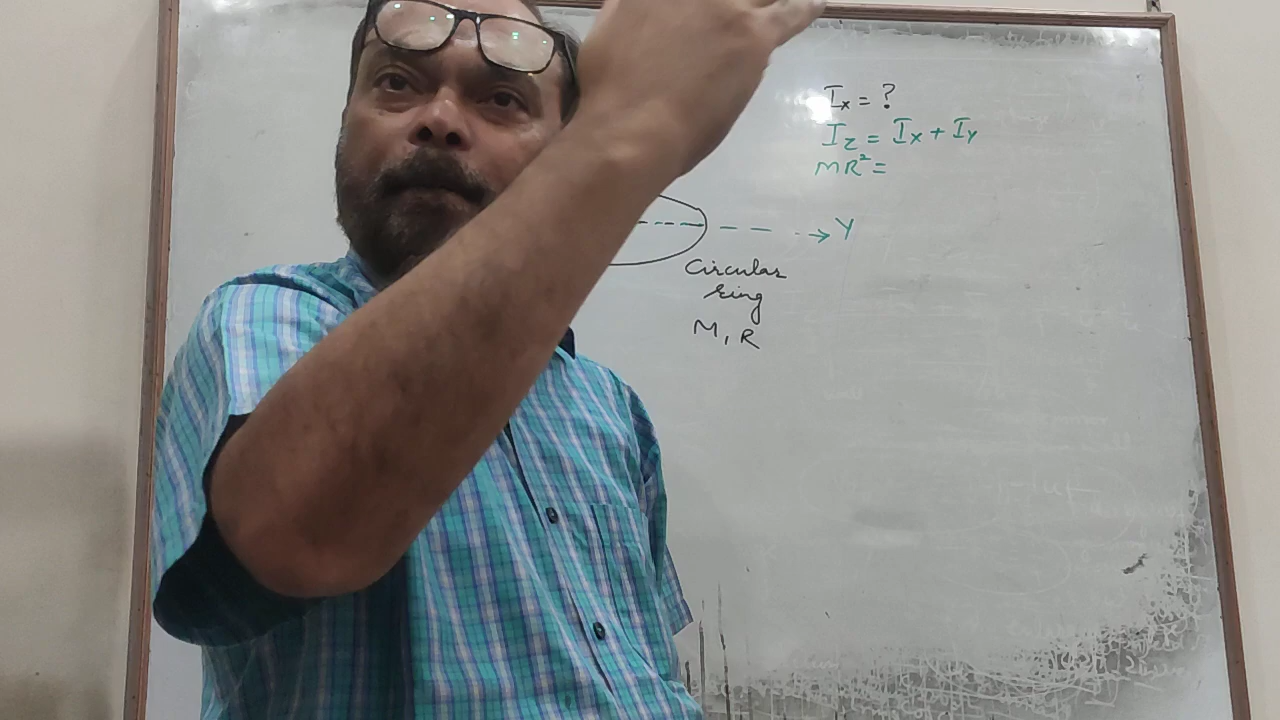 Ix = ?
Iz = Ix + Iy
MR² =
Y
Circular
ring
M, R